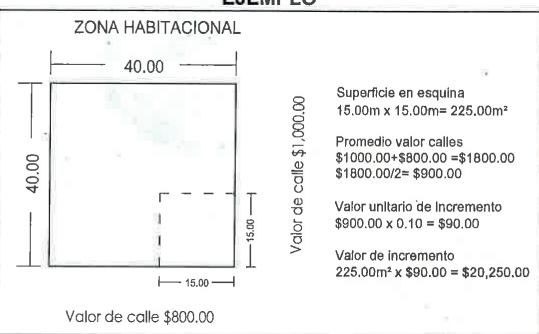 EJEMPLO
ZONA HABITACIONAL
40.00
40.00
15.00
15.00
Valor de calle $1,000.00
Valor de calle $800.00
Superficie en esquina
15.00m x 15.00m= 225.00m²
Promedio valor calles
$1000.00+$800.00 =$1800.00
$1800.00/2= $900.00
Valor unitario de Incremento
$900.00 x 0.10 = $90.00
Valor de incremento
225.00m² x $90.00 = $20,250.00